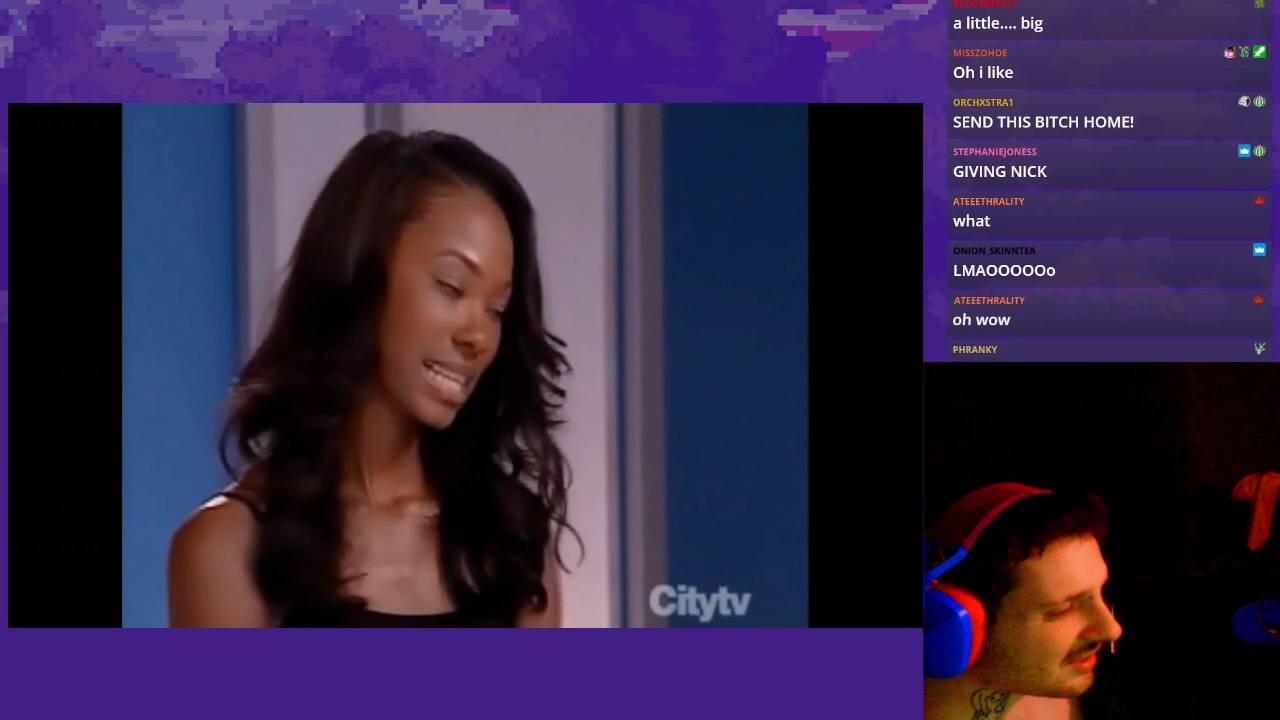 a little.... big
MISSZOHOE
Oh i like
ORCHXSTRA1
SEND THIS BITCH HOME!
STEPHANIEJONESS
GIVING NICK
ATEEETHRALITY
what
ONION_SKINNTEA
LMAOOOOOo
ATEEETHRALITY
oh wow
PHRANKY
Citytv